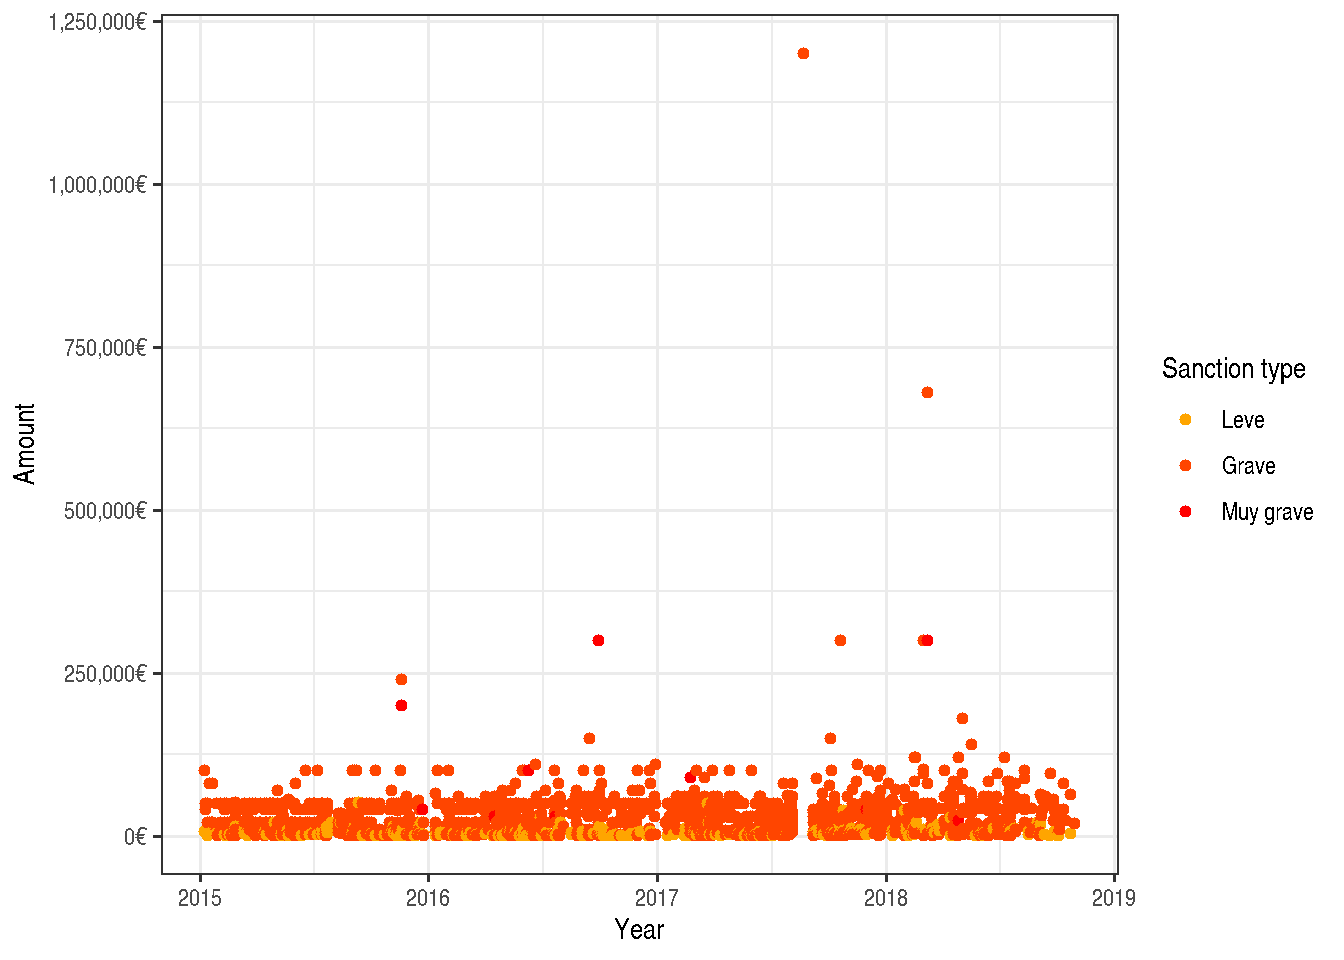 1,250,000€
1,000,000€
750,000€
500,000€
250,000€
0€
Amount
2015 2016 2017 2018 2019
Year
Sanction type
Leve
Grave
Muy grave